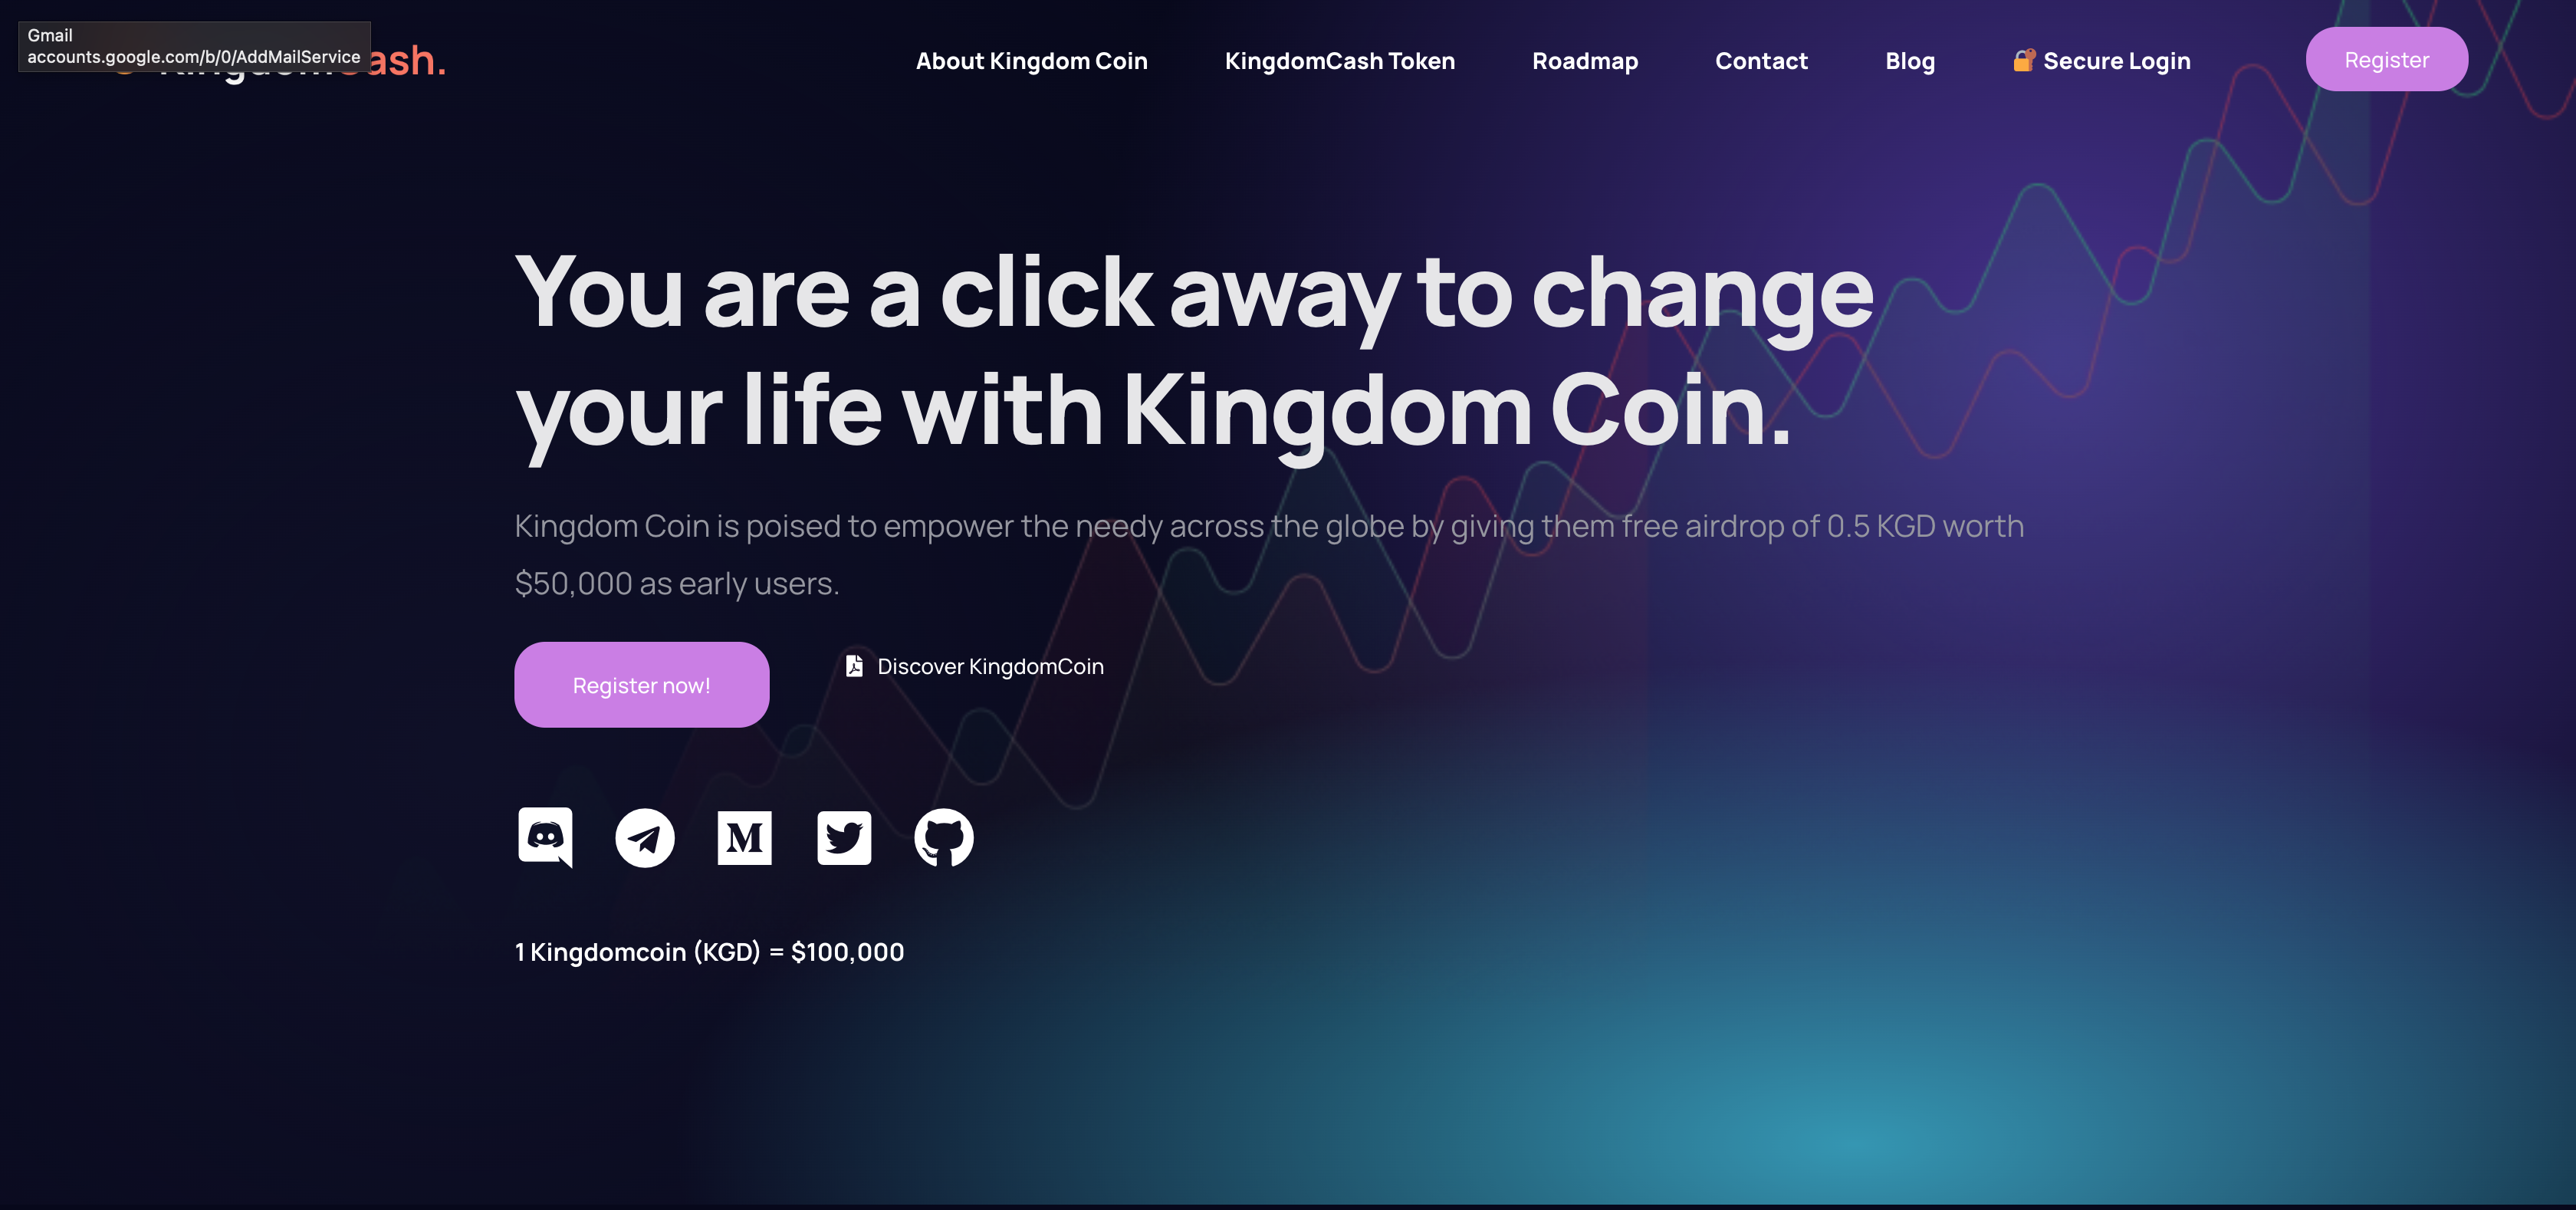 Gmail
accounts.google.com/b/0/AddMailService
KingdomCash.
About Kingdom Coin
KingdomCash Token
Roadmap
Contact
Blog
Secure Login
Register
You are a click away to change
your life with Kingdom Coin.
Kingdom Coin is poised to empower the needy across the globe by giving them free airdrop of 0.5 KGD worth
$50,000 as early users.
Register now!
Discover KingdomCoin
1 Kingdomcoin (KGD) = $100,000